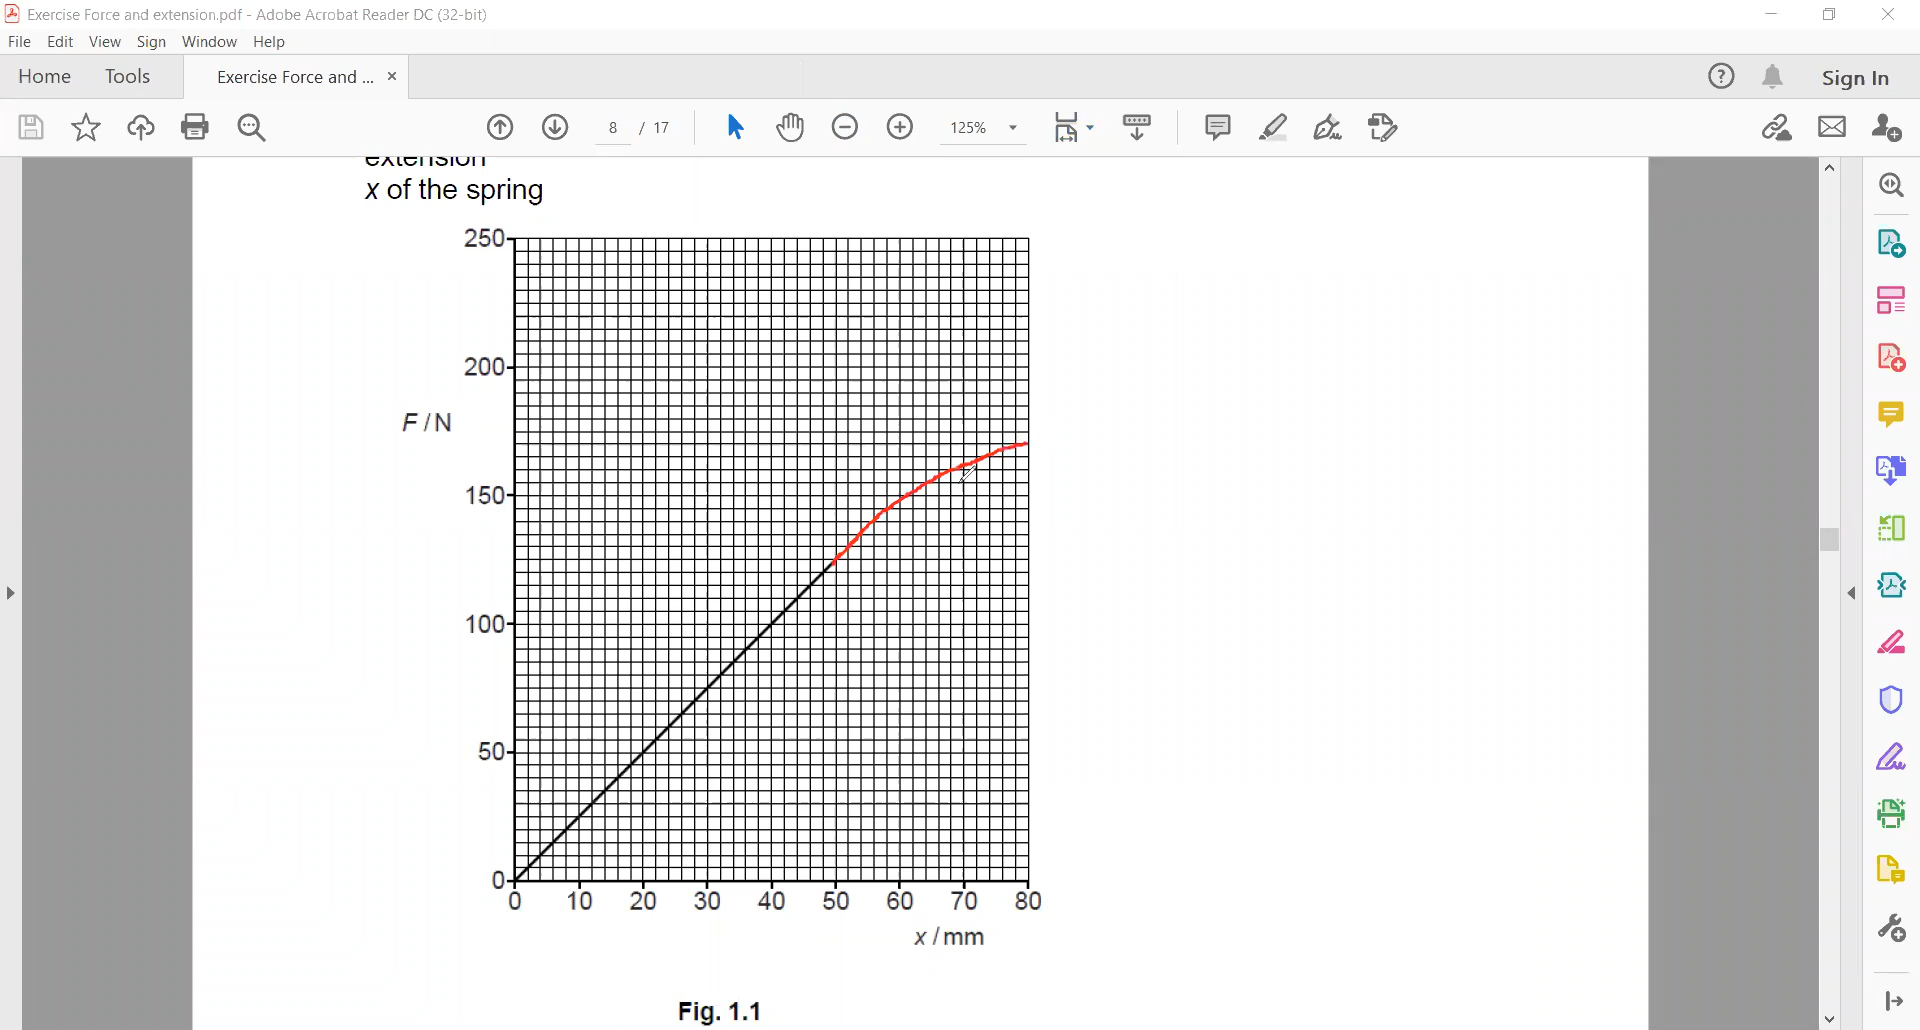 Exercise Force and extension.pdf - Adobe Acrobat Reader DC (32-bit)
File Edit View Sign Window Help
Home Tools Exercise Force and ... × Sign In
8 / 17 125%
extension
x of the spring
250
200
F / N
150
100
50
0
0 10 20 30 40 50 60 70 80
x / mm
Fig. 1.1